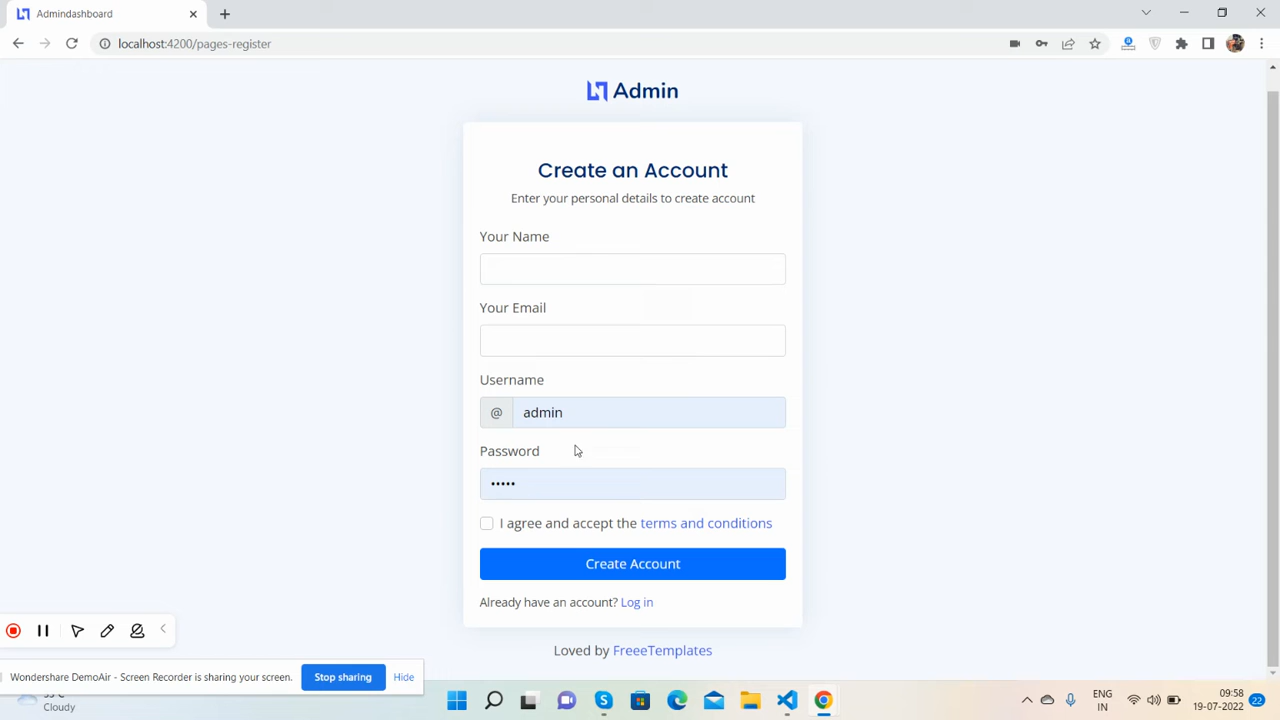 Admindashboard
localhost:4200/pages-register
Admin
Create an Account
Enter your personal details to create account
Your Name
Your Email
Username
@ admin
Password
•••••
I agree and accept the terms and conditions
Create Account
Already have an account? Log in
Loved by FreeeTemplates
Wondershare DemoAir - Screen Recorder is sharing your screen. Stop sharing Hide
Cloudy
ENG
IN
09:58
19-07-2022
22